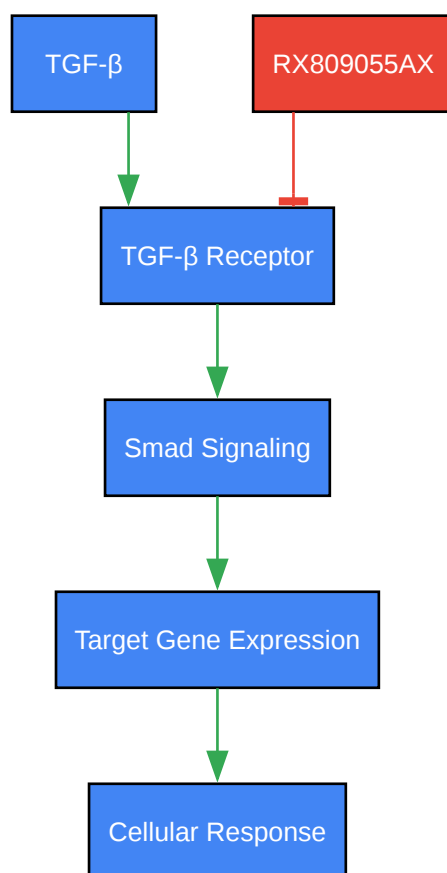 TGF-β
RX809055AX
TGF-β Receptor
Smad Signaling
Target Gene Expression
Cellular Response